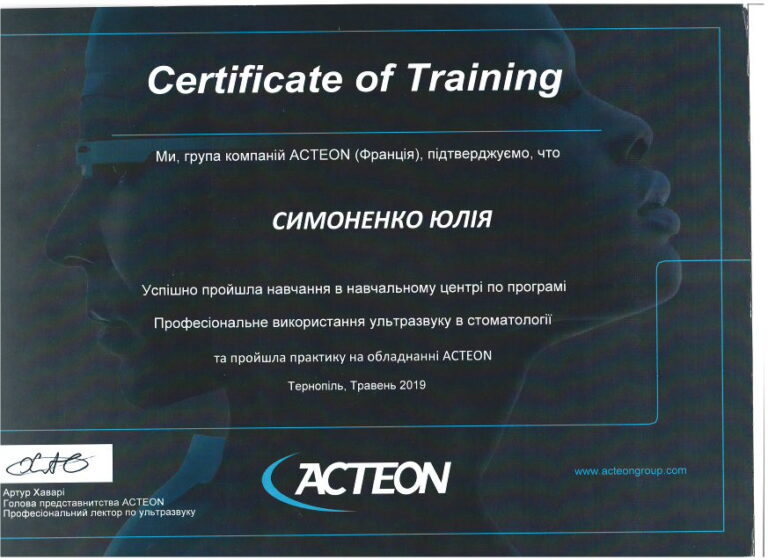 Certificate of Training
Ми, група компаній ACTEON (Франція), підтверджуємо, что
СИМОНЕНКО ЮЛІЯ
Успішно пройшла навчання в навчальному центрі по програмі
Професіональне використання ультразвуку в стоматології
та пройшла практику на обладнанні ACTEON
Тернопіль, Травень 2019
ACTEON
www.acteongroup.com
Артур Хаварі
Голова представнитства ACTEON
Професіональний лектор по ультразвуку